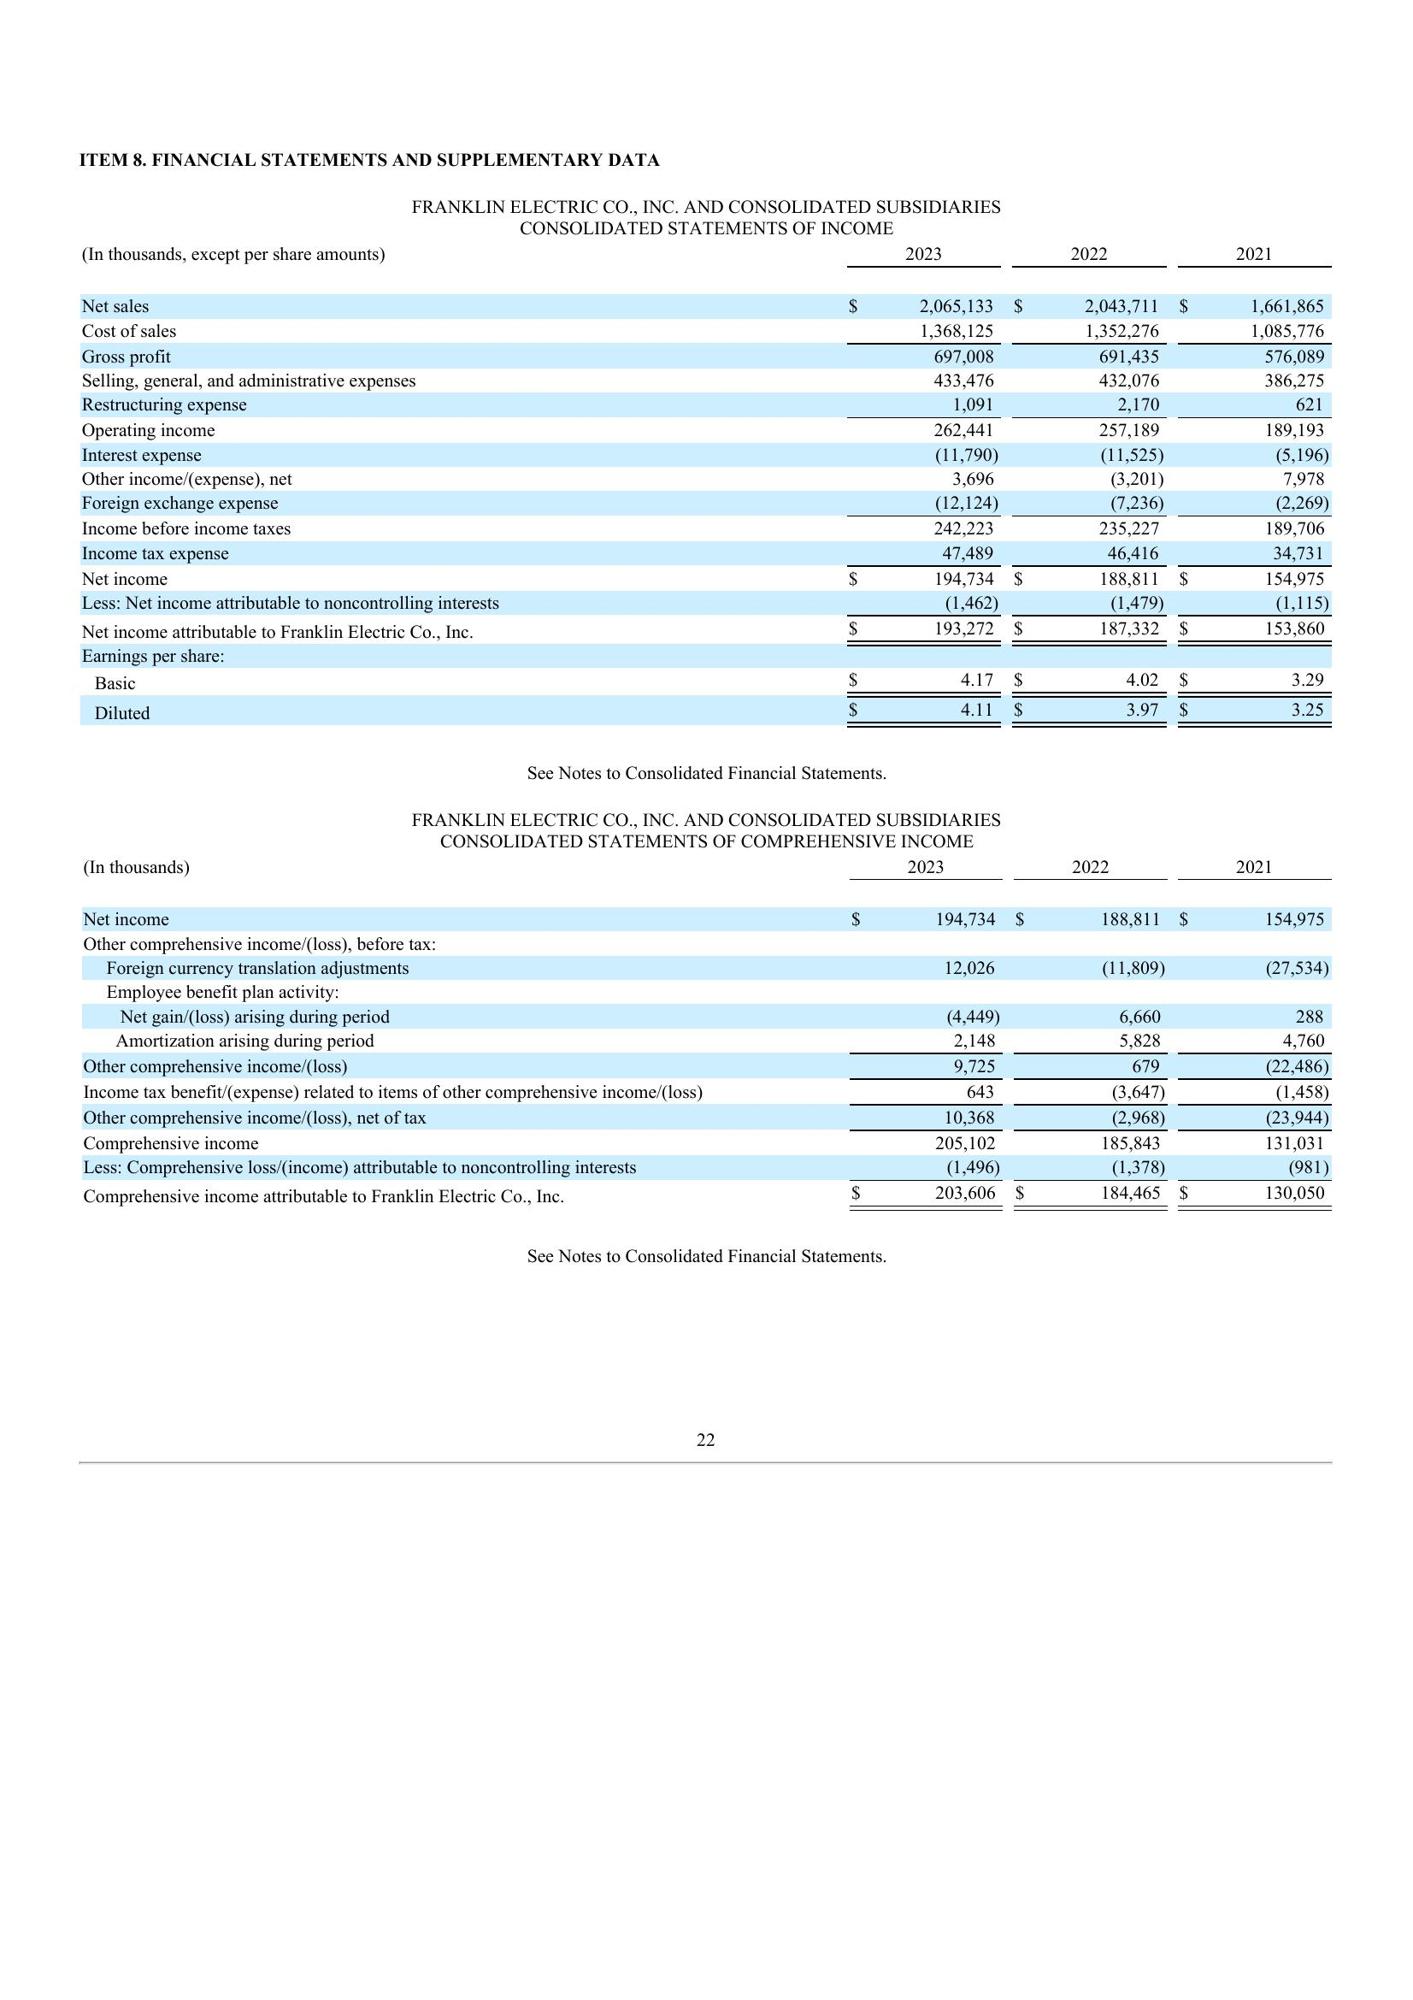 ITEM 8. FINANCIAL STATEMENTS AND SUPPLEMENTARY DATA
FRANKLIN ELECTRIC CO., INC. AND CONSOLIDATED SUBSIDIARIES
CONSOLIDATED STATEMENTS OF INCOME
(In thousands, except per share amounts) 2023 2022 2021
Net sales $ 2,065,133 $ 2,043,711 $ 1,661,865
Cost of sales 1,368,125 1,352,276 1,085,776
Gross profit 697,008 691,435 576,089
Selling, general, and administrative expenses 433,476 432,076 386,275
Restructuring expense 1,091 2,170 621
Operating income 262,441 257,189 189,193
Interest expense (11,790) (11,525) (5,196)
Other income/(expense), net 3,696 (3,201) 7,978
Foreign exchange expense (12,124) (7,236) (2,269)
Income before income taxes 242,223 235,227 189,706
Income tax expense 47,489 46,416 34,731
Net income $ 194,734 $ 188,811 $ 154,975
Less: Net income attributable to noncontrolling interests (1,462) (1,479) (1,115)
Net income attributable to Franklin Electric Co., Inc. $ 193,272 $ 187,332 $ 153,860
Earnings per share:
Basic $ 4.17 $ 4.02 $ 3.29
Diluted $ 4.11 $ 3.97 $ 3.25
See Notes to Consolidated Financial Statements.
FRANKLIN ELECTRIC CO., INC. AND CONSOLIDATED SUBSIDIARIES
CONSOLIDATED STATEMENTS OF COMPREHENSIVE INCOME
(In thousands) 2023 2022 2021
Net income $ 194,734 $ 188,811 $ 154,975
Other comprehensive income/(loss), before tax:
Foreign currency translation adjustments 12,026 (11,809) (27,534)
Employee benefit plan activity:
Net gain/(loss) arising during period (4,449) 6,660 288
Amortization arising during period 2,148 5,828 4,760
Other comprehensive income/(loss) 9,725 679 (22,486)
Income tax benefit/(expense) related to items of other comprehensive income/(loss) 643 (3,647) (1,458)
Other comprehensive income/(loss), net of tax 10,368 (2,968) (23,944)
Comprehensive income 205,102 185,843 131,031
Less: Comprehensive loss/(income) attributable to noncontrolling interests (1,496) (1,378) (981)
Comprehensive income attributable to Franklin Electric Co., Inc. $ 203,606 $ 184,465 $ 130,050
See Notes to Consolidated Financial Statements.
22